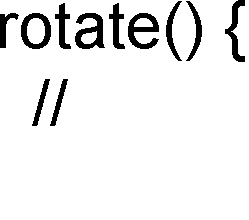 rotate() {
//